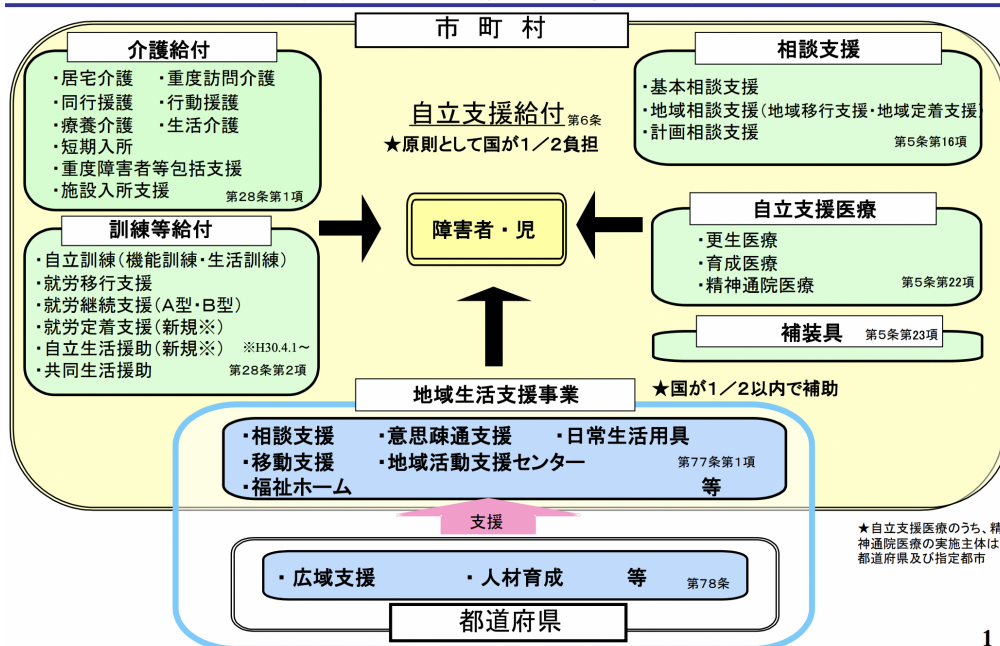 市町村
介護給付
・居宅介護 ・重度訪問介護
・同行援護 ・行動援護
・療養介護 ・生活介護
・短期入所
・重度障害者等包括支援
・施設入所支援 第28条第1項
訓練等給付
・自立訓練(機能訓練・生活訓練)
・就労移行支援
・就労継続支援(A型・B型)
・就労定着支援(新規※)
・自立生活援助(新規※) ※H30.4.1～
・共同生活援助 第28条第2項
自立支援給付 第6条
★原則として国が1/2負担
障害者・児
相談支援
・基本相談支援
・地域相談支援(地域移行支援・地域定着支援)
・計画相談支援
第5条第16項
自立支援医療
・更生医療
・育成医療
・精神通院医療 第5条第22項
補装具 第5条第23項
地域生活支援事業
★国が1/2以内で補助
・相談支援 ・意思疎通支援 ・日常生活用具
・移動支援 ・地域活動支援センター 第77条第1項
・福祉ホーム 等
支援
・広域支援 ・人材育成 等 第78条
都道府県
★自立支援医療のうち、精
神通院医療の実施主体は
都道府県及び指定都市
1